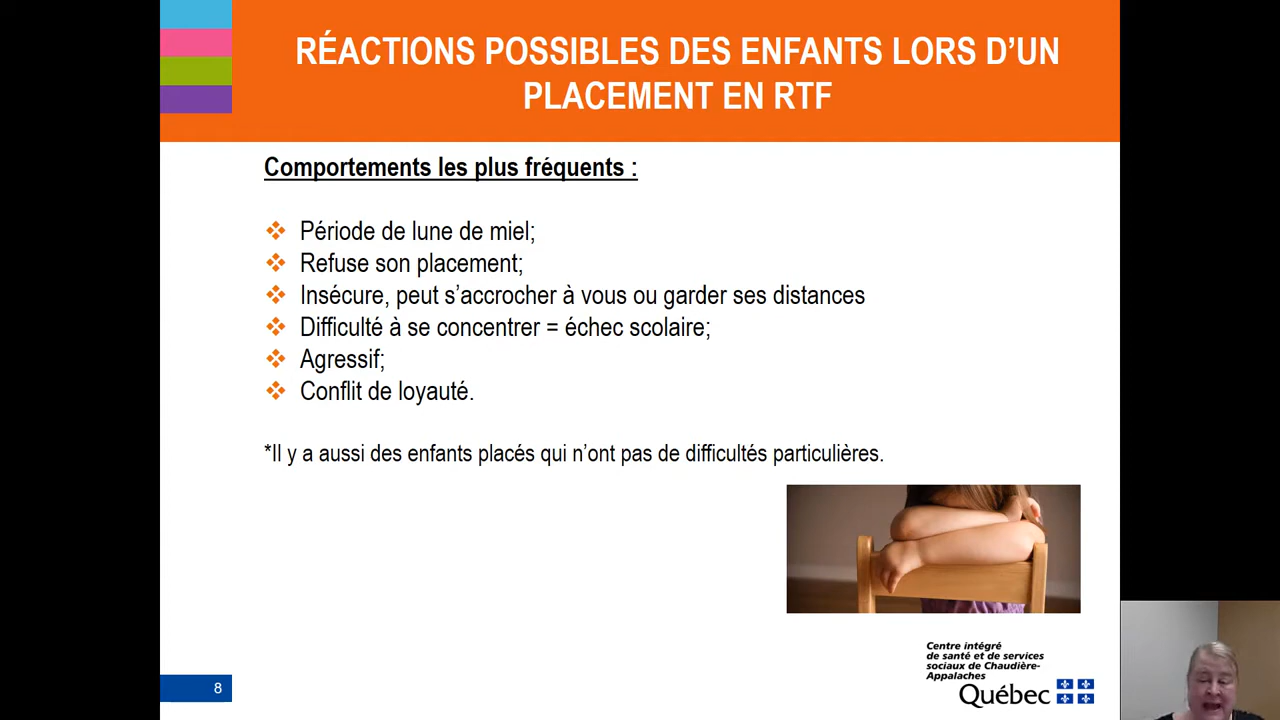 RÉACTIONS POSSIBLES DES ENFANTS LORS D’UN
PLACEMENT EN RTF
Comportements les plus fréquents :
Période de lune de miel;
Refuse son placement;
Insécure, peut s’accrocher à vous ou garder ses distances
Difficulté à se concentrer = échec scolaire;
Agressif;
Conflit de loyauté.
*Il y a aussi des enfants placés qui n’ont pas de difficultés particulières.
Centre intégré
de santé et de services
sociaux de Chaudière-
Appalaches
Québec
8